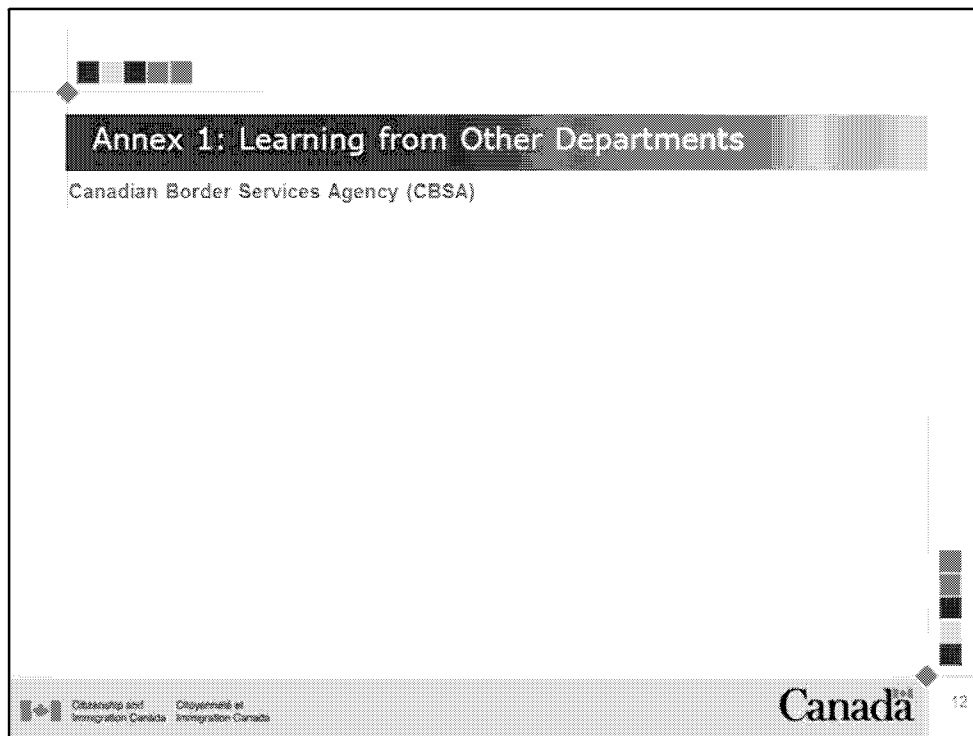 Annex 1: Learning from Other Departments
Canadian Border Services Agency (CBSA)
Citizenship and Citoyenneté et
Immigration Canada Immigration Canada
Canada
12